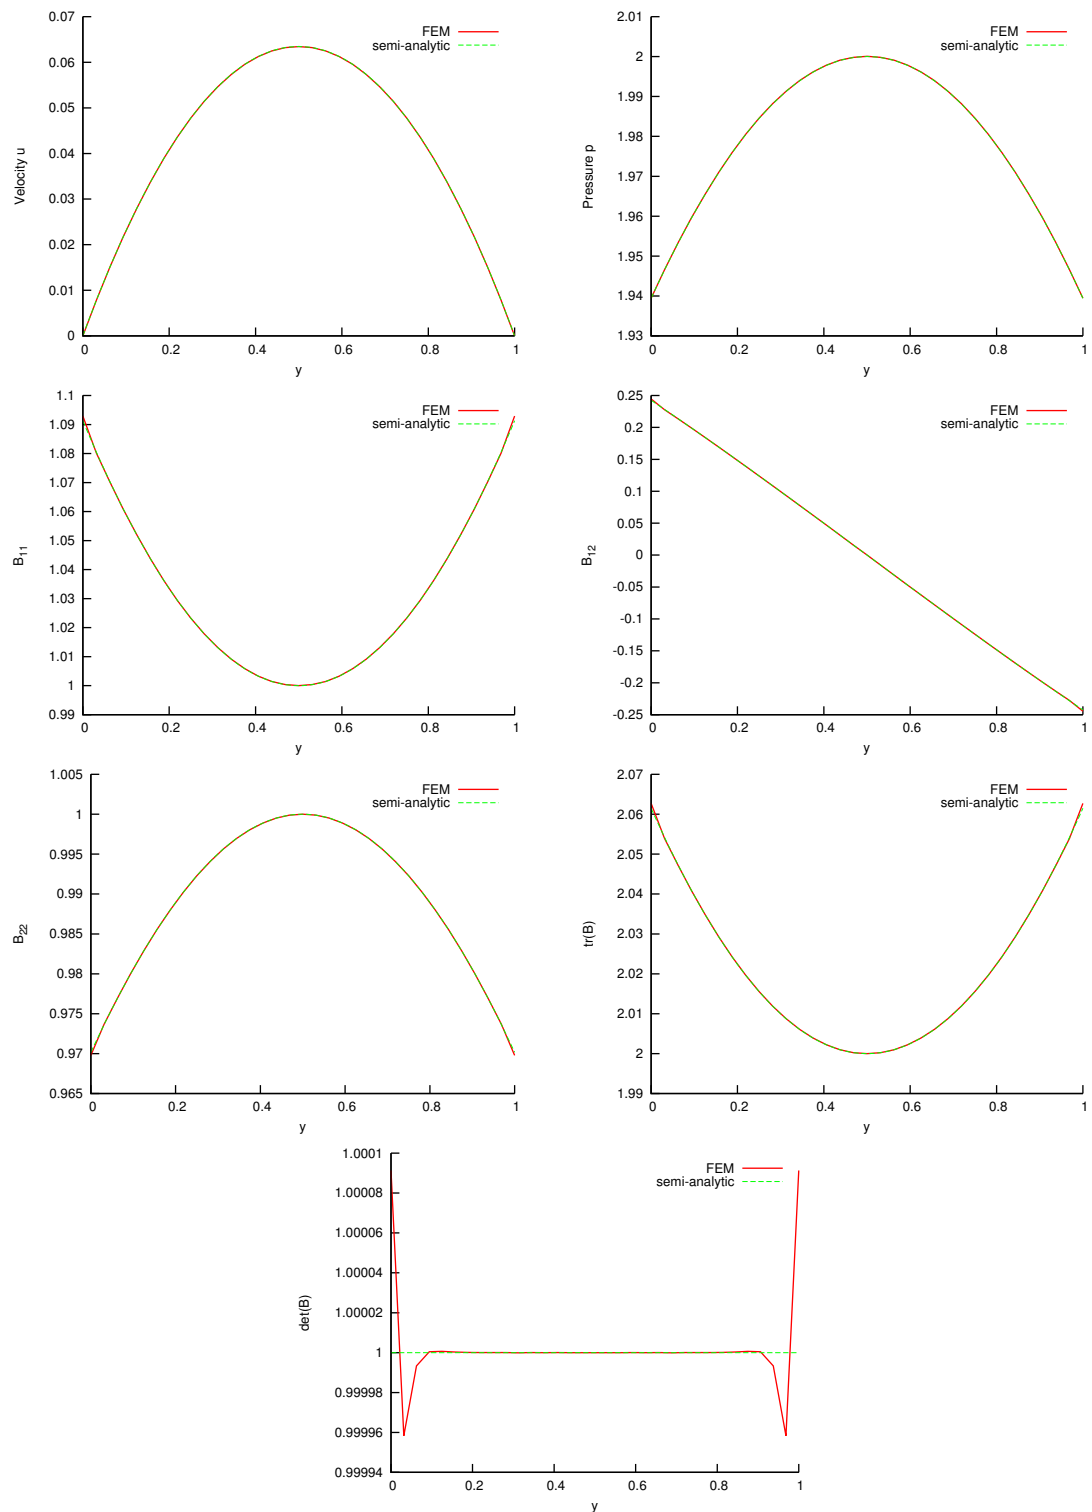 0.07
0.06
0.05
0.04
0.03
0.02
0.01
0
Velocity u
FEM
semi-analytic
0 0.2 0.4 0.6 0.8 1
y
2.01
2
1.99
1.98
1.97
1.96
1.95
1.94
1.93
Pressure p
FEM
semi-analytic
0 0.2 0.4 0.6 0.8 1
y
1.1
1.09
1.08
1.07
1.06
1.05
1.04
1.03
1.02
1.01
1
0.99
B11
FEM
semi-analytic
0 0.2 0.4 0.6 0.8 1
y
0.25
0.2
0.15
0.1
0.05
0
-0.05
-0.1
-0.15
-0.2
-0.25
B12
FEM
semi-analytic
0 0.2 0.4 0.6 0.8 1
y
1.005
1
0.995
0.99
0.985
0.98
0.975
0.97
0.965
B22
FEM
semi-analytic
0 0.2 0.4 0.6 0.8 1
y
2.07
2.06
2.05
2.04
2.03
2.02
2.01
2
1.99
tr(B)
FEM
semi-analytic
0 0.2 0.4 0.6 0.8 1
y
1.0001
1.00008
1.00006
1.00004
1.00002
1
0.99998
0.99996
0.99994
det(B)
FEM
semi-analytic
0 0.2 0.4 0.6 0.8 1
y